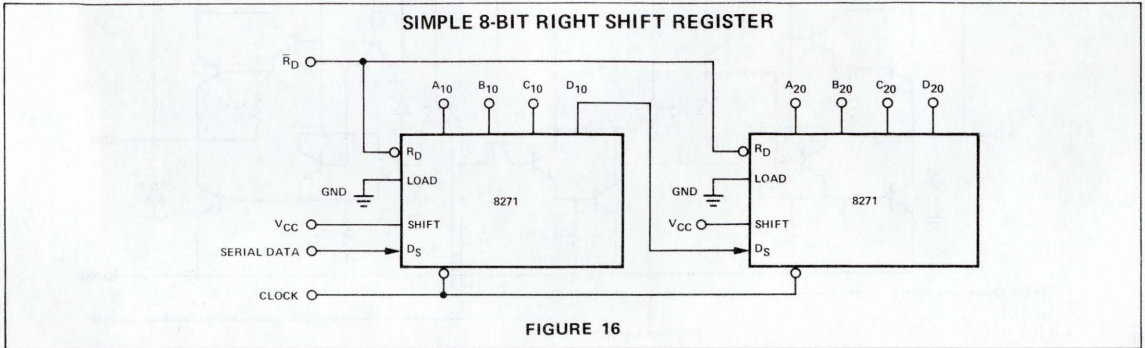 SIMPLE 8-BIT RIGHT SHIFT REGISTER
R̄D
A10 B10 C10 D10
A20 B20 C20 D20
RD
LOAD
GND
8271
VCC
SHIFT
SERIAL DATA
DS
CLOCK
RD
LOAD
GND
8271
VCC
SHIFT
DS
FIGURE 16